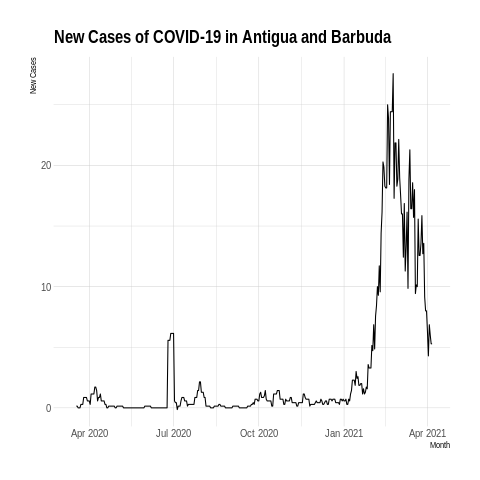 New Cases of COVID-19 in Antigua and Barbuda
New Cases
20
10
0
Apr 2020 Jul 2020 Oct 2020 Jan 2021 Apr 2021
Month